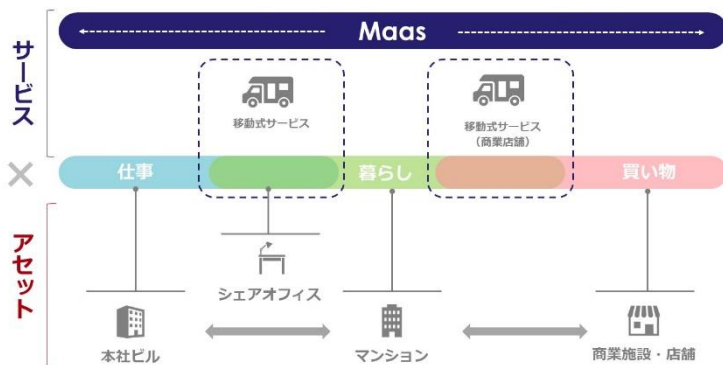 サービス
Maas
移動式サービス
移動式サービス
(商業店舗)
×
仕事
暮らし
買い物
アセット
シェアオフィス
本社ビル
マンション
商業施設・店舗